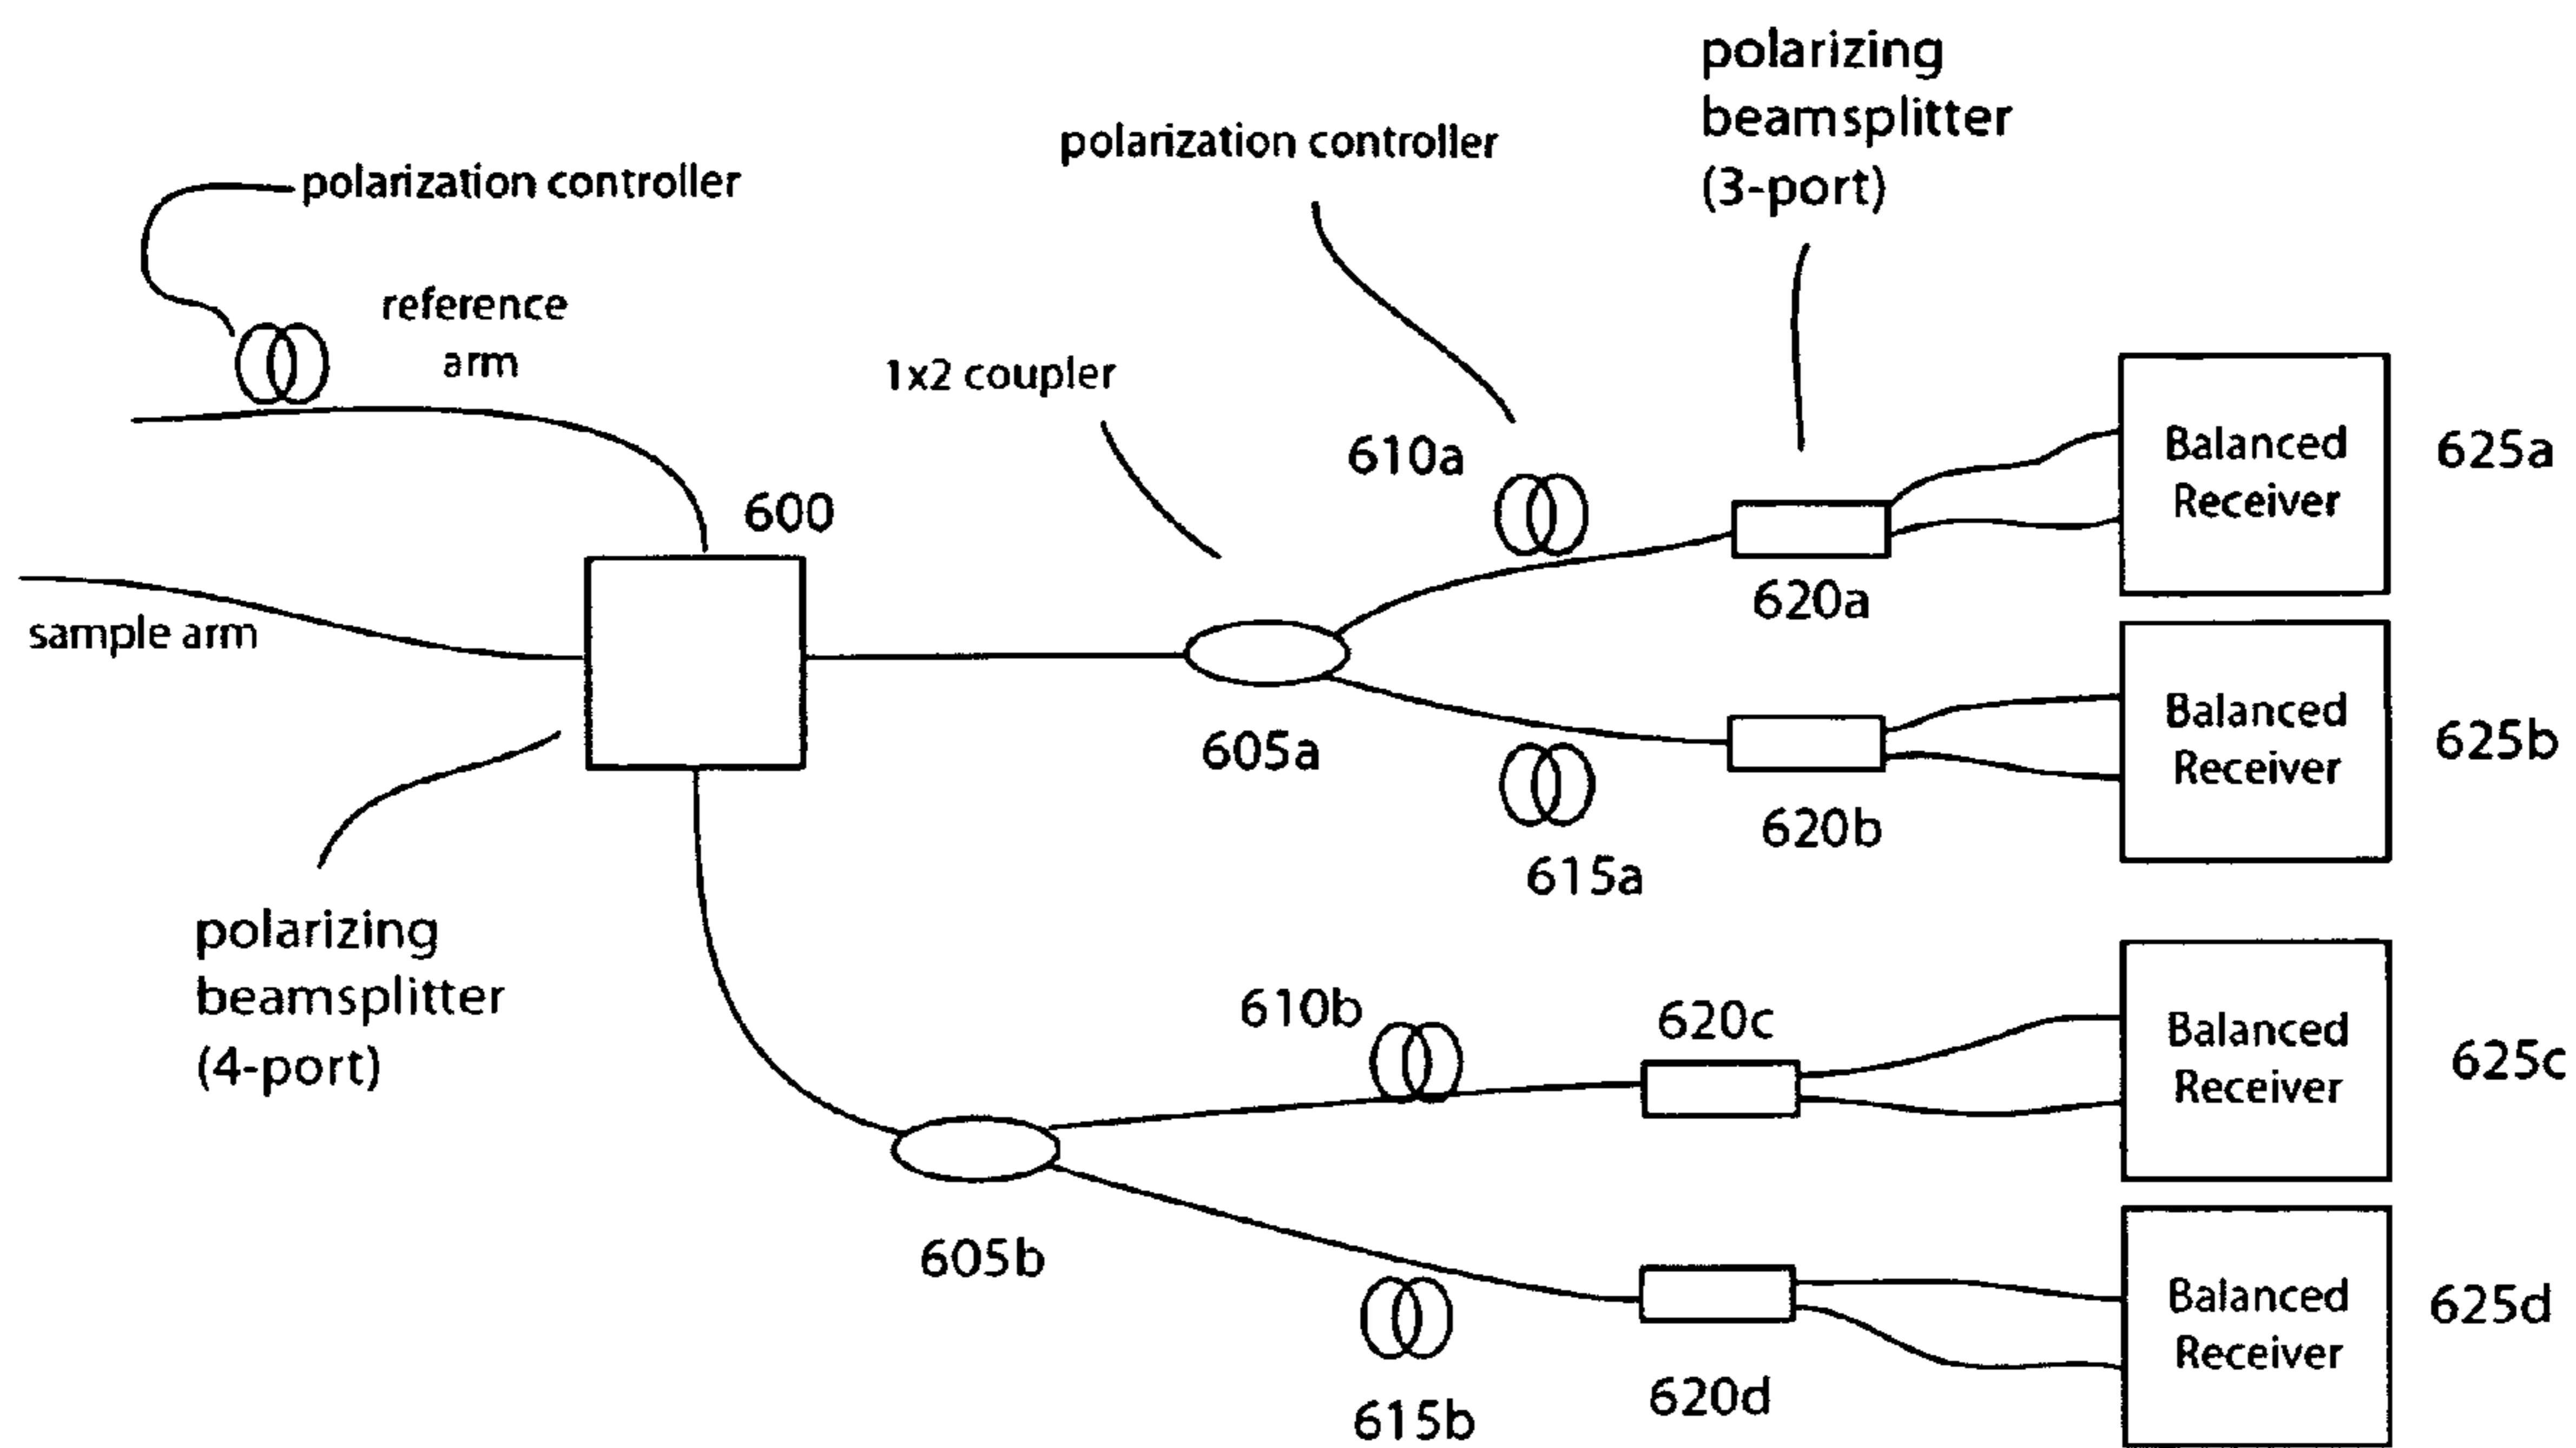 polarizing
beamsplitter
(3-port)
polarization controller
polarization controller
reference
arm
1x2 coupler
610a
Balanced
Receiver
625a
600
620a
sample arm
605a
Balanced
Receiver
625b
620b
615a
polarizing
beamsplitter
(4-port)
610b
620c
Balanced
Receiver
625c
605b
Balanced
Receiver
625d
620d
615b